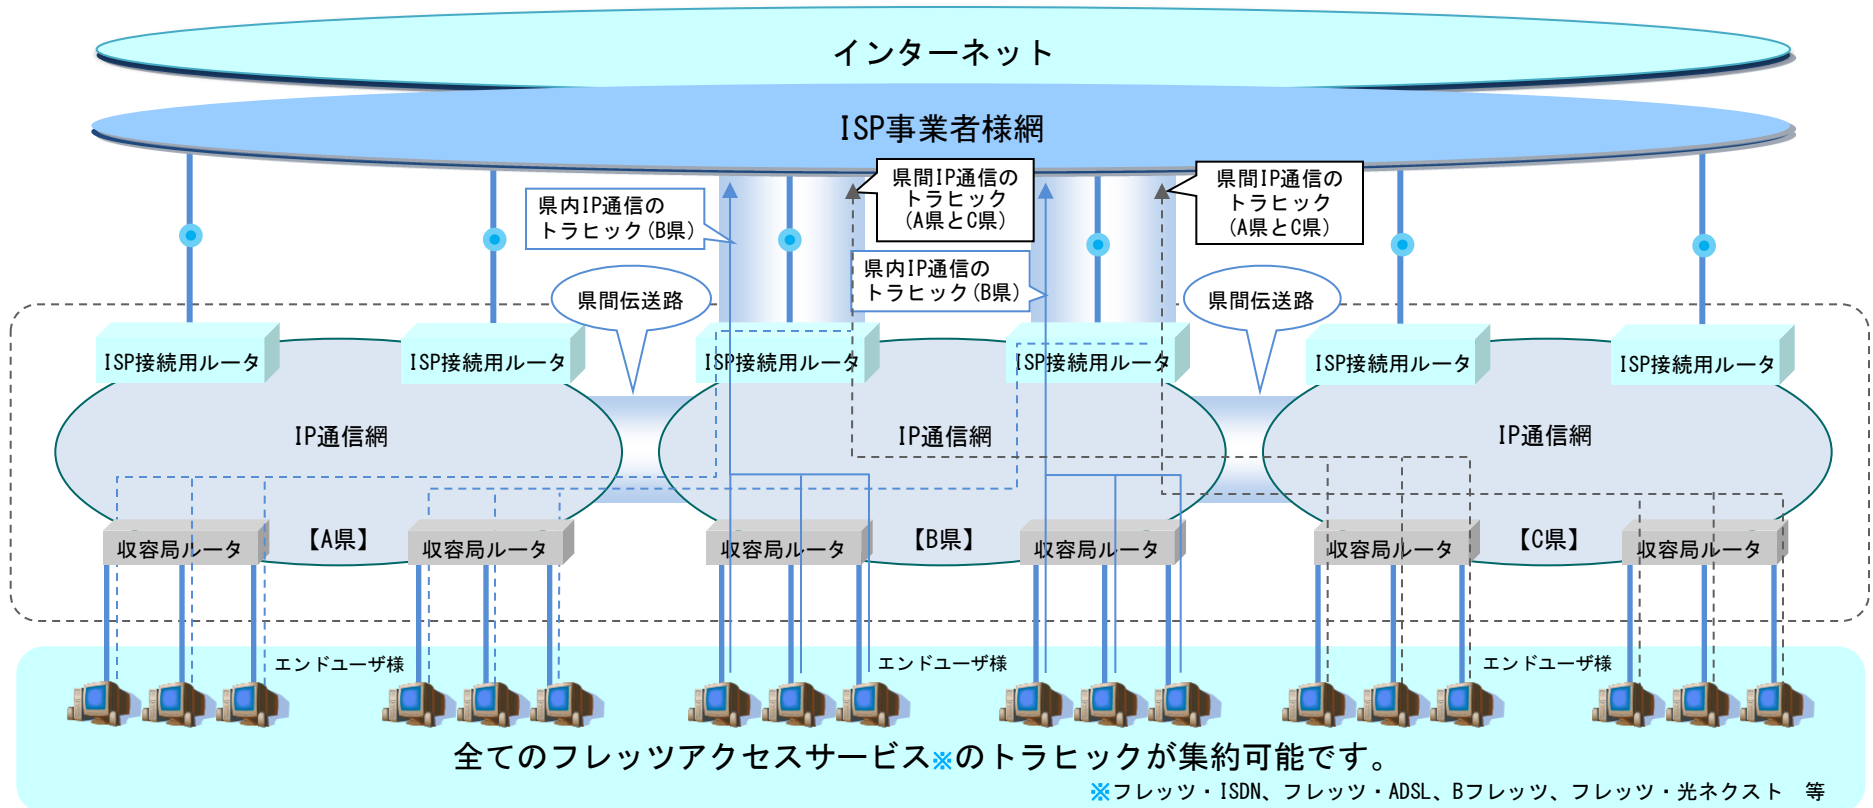 インターネット
ISP事業者様網
県間IP通信の
トラヒック
(A県とC県)
県間IP通信の
トラヒック
(A県とC県)
県内IP通信の
トラヒック(B県)
県内IP通信の
トラヒック(B県)
県間伝送路
県間伝送路
ISP接続用ルータ
ISP接続用ルータ
ISP接続用ルータ
ISP接続用ルータ
ISP接続用ルータ
ISP接続用ルータ
IP通信網
IP通信網
IP通信網
【A県】
【B県】
【C県】
収容局ルータ
収容局ルータ
収容局ルータ
収容局ルータ
収容局ルータ
収容局ルータ
エンドユーザ様
エンドユーザ様
エンドユーザ様
全てのフレッツアクセスサービス※のトラヒックが集約可能です。
※フレッツ・ISDN、フレッツ・ADSL、Bフレッツ、フレッツ・光ネクスト　等